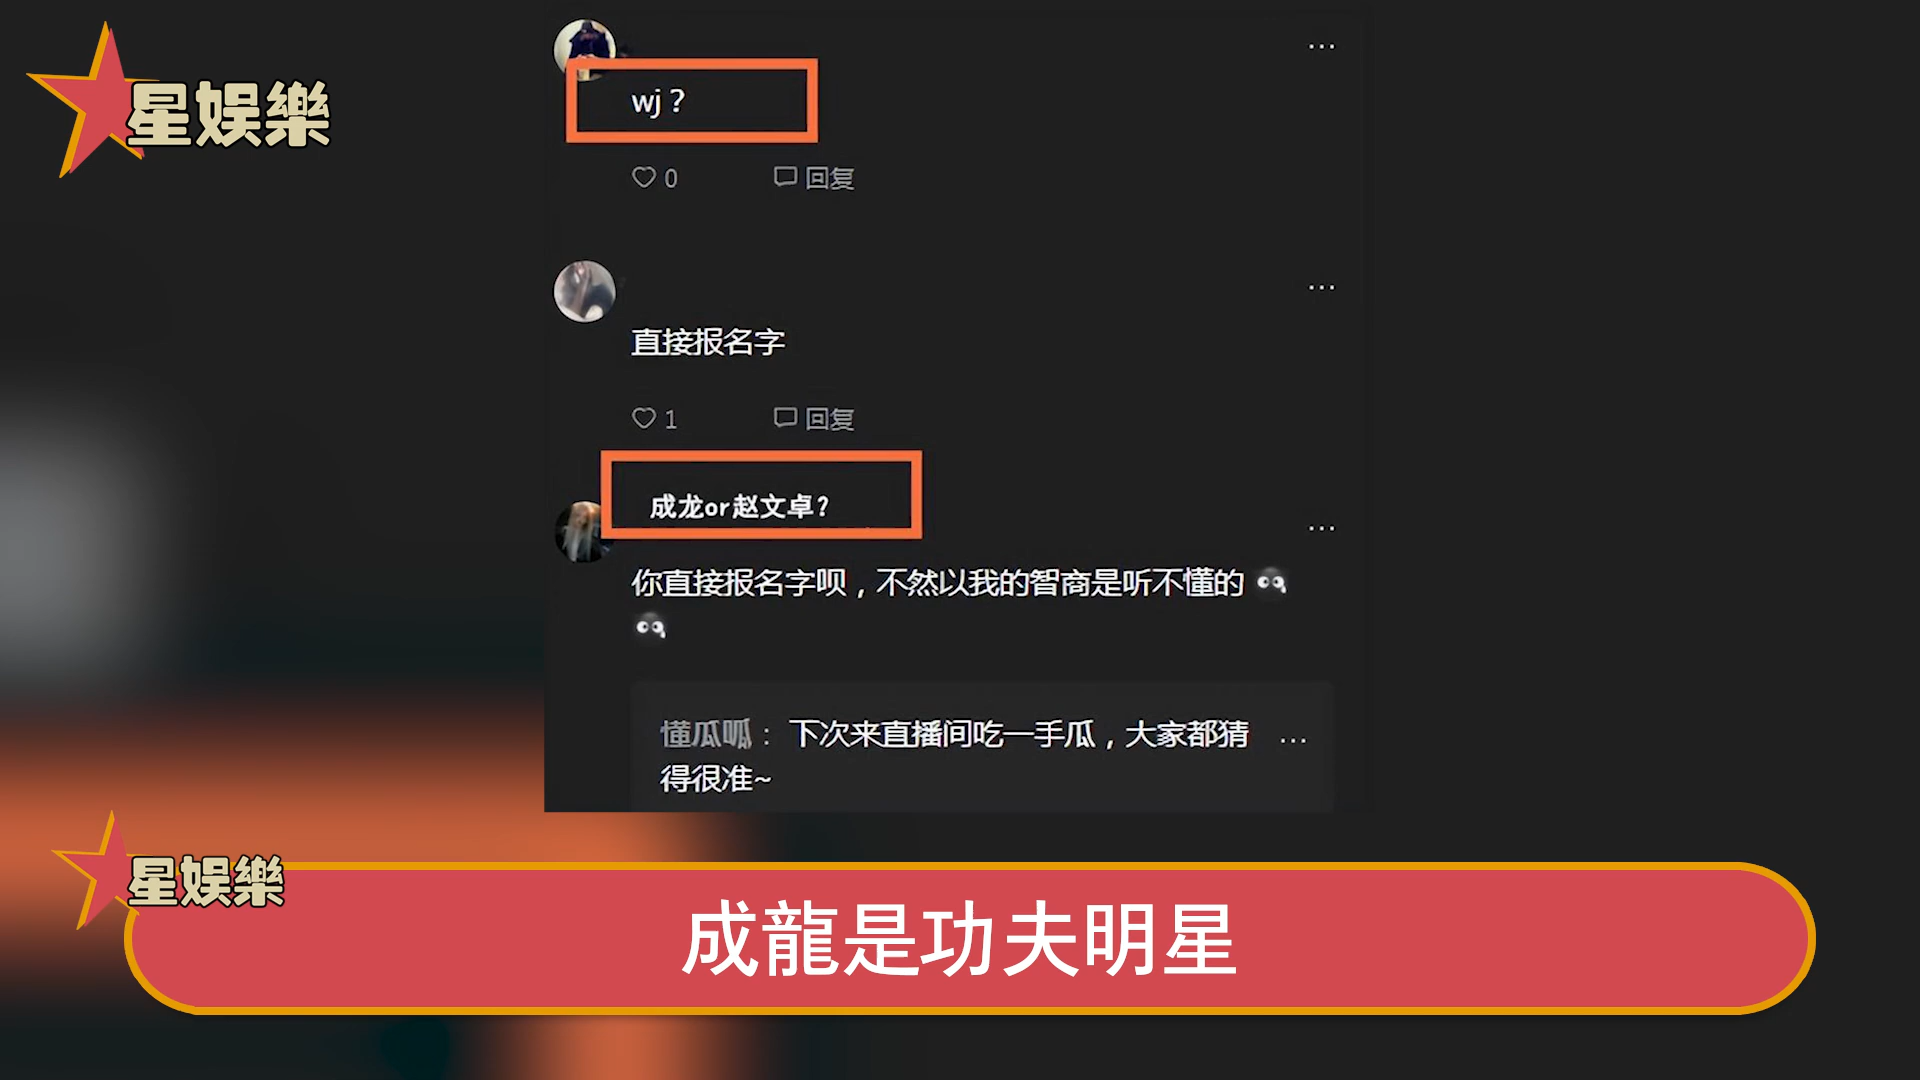 星娱樂
wj？
0 回复
直接报名字
1 回复
成龙or赵文卓?
你直接报名字呗，不然以我的智商是听不懂的
懂瓜呱： 下次来直播间吃一手瓜，大家都猜
得很准~
星娱樂
成龍是功夫明星